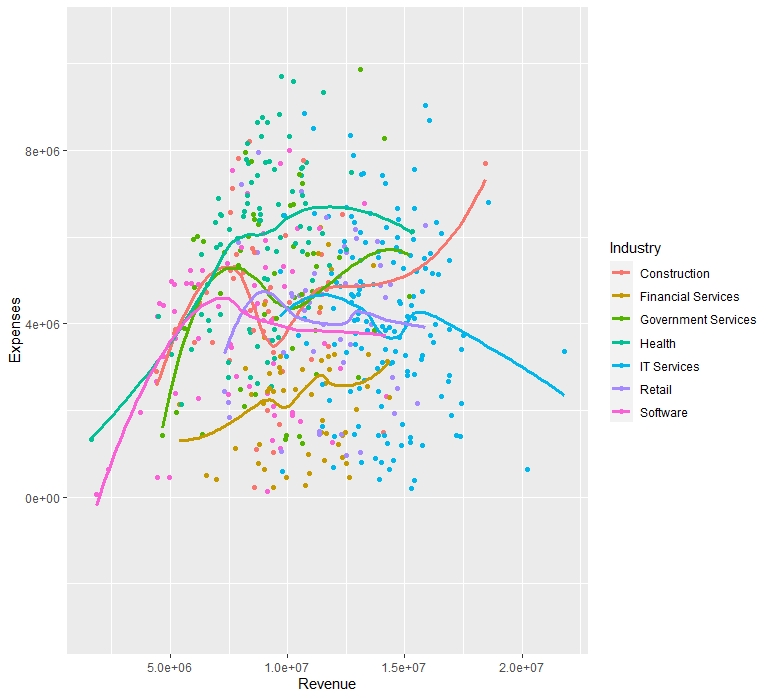 8e+06
4e+06
0e+00
Expenses
5.0e+06 1.0e+07 1.5e+07 2.0e+07
Revenue
Industry
Construction
Financial Services
Government Services
Health
IT Services
Retail
Software